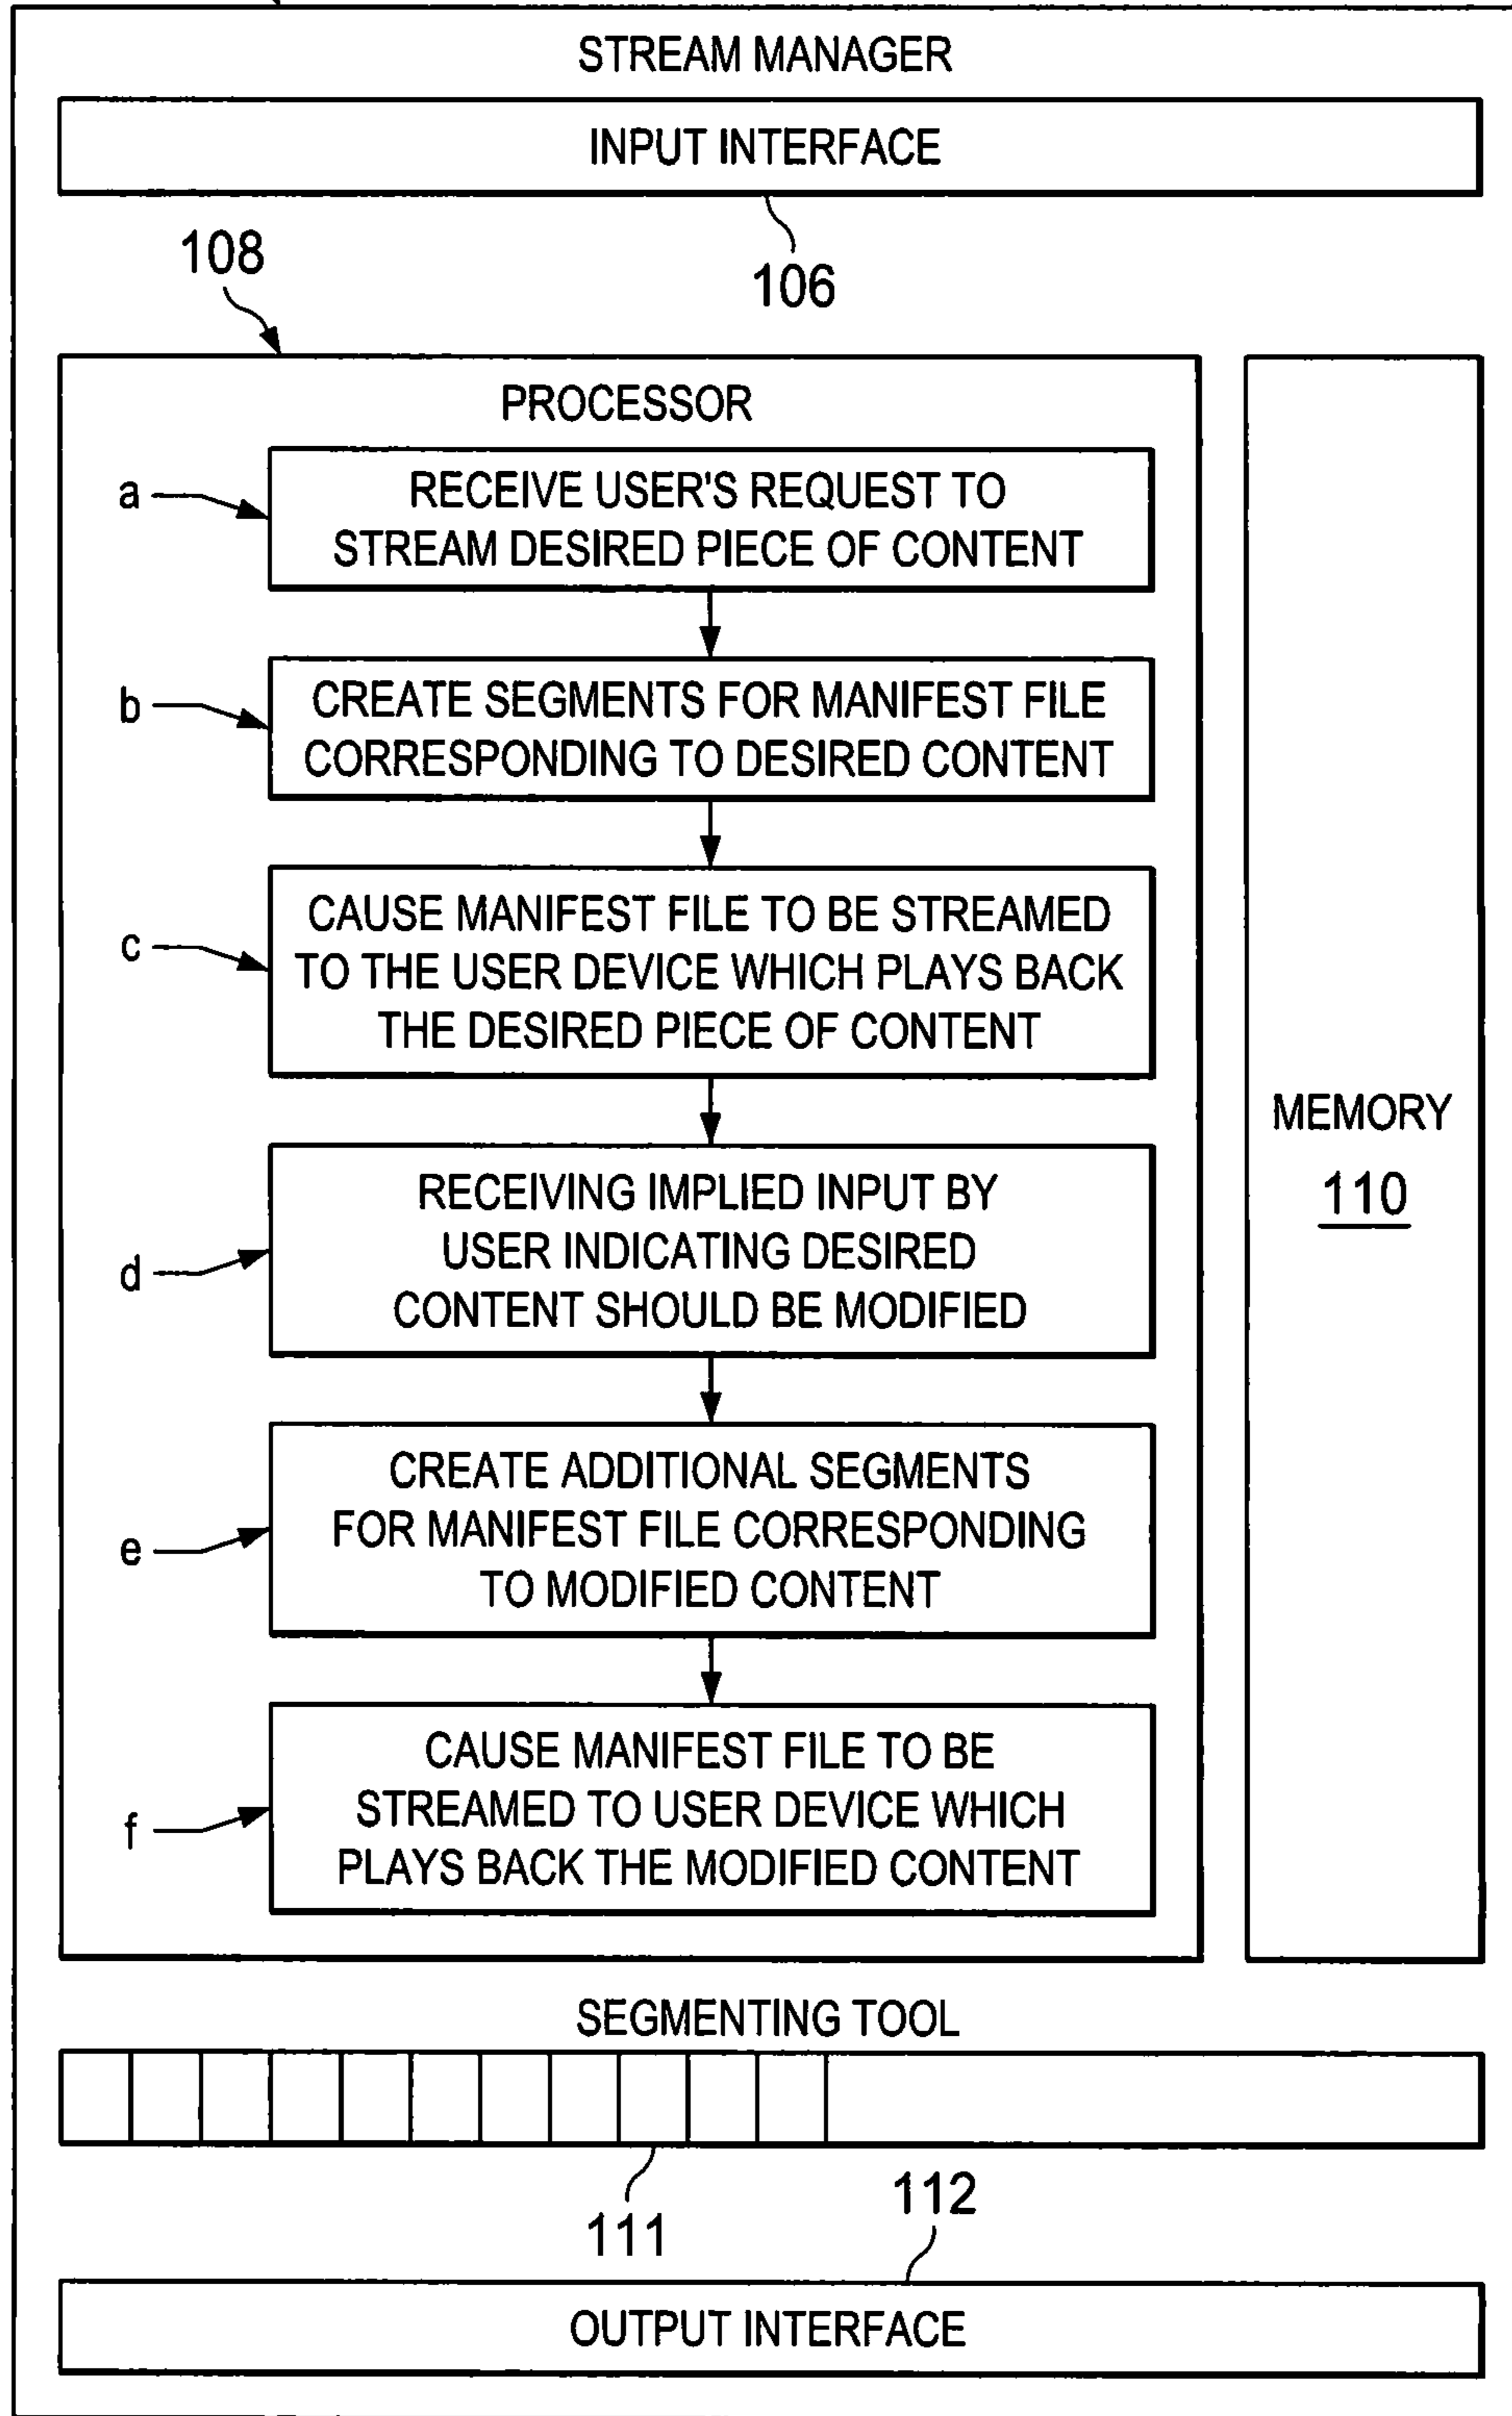 STREAM MANAGER
INPUT INTERFACE
106
108
PROCESSOR
a
RECEIVE USER'S REQUEST TO
STREAM DESIRED PIECE OF CONTENT
b
CREATE SEGMENTS FOR MANIFEST FILE
CORRESPONDING TO DESIRED CONTENT
c
CAUSE MANIFEST FILE TO BE STREAMED
TO THE USER DEVICE WHICH PLAYS BACK
THE DESIRED PIECE OF CONTENT
d
RECEIVING IMPLIED INPUT BY
USER INDICATING DESIRED
CONTENT SHOULD BE MODIFIED
e
CREATE ADDITIONAL SEGMENTS
FOR MANIFEST FILE CORRESPONDING
TO MODIFIED CONTENT
f
CAUSE MANIFEST FILE TO BE
STREAMED TO USER DEVICE WHICH
PLAYS BACK THE MODIFIED CONTENT
MEMORY
110
SEGMENTING TOOL
111
112
OUTPUT INTERFACE